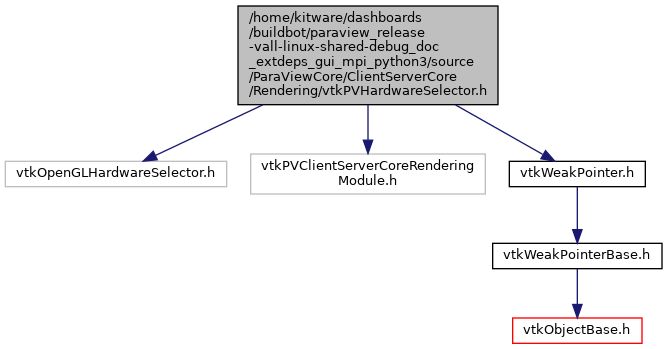 /home/kitware/dashboards
/buildbot/paraview_release
-vall-linux-shared-debug_doc
_extdeps_gui_mpi_python3/source
/ParaViewCore/ClientServerCore
/Rendering/vtkPVHardwareSelector.h
vtkOpenGLHardwareSelector.h
vtkPVClientServerCoreRendering
Module.h
vtkWeakPointer.h
vtkWeakPointerBase.h
vtkObjectBase.h